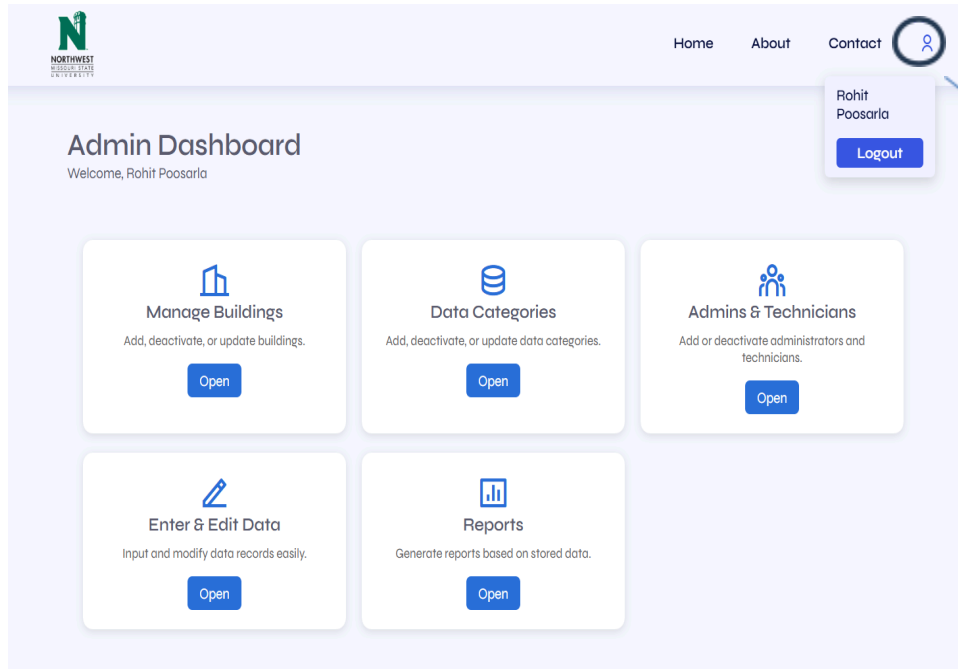 N
NORTHWEST
MISSOURI STATE
UNIVERSITY
Home About Contact
Rohit
Poosarla
Logout
Admin Dashboard
Welcome, Rohit Poosarla
Manage Buildings
Add, deactivate, or update buildings.
Open
Data Categories
Add, deactivate, or update data categories.
Open
Admins & Technicians
Add or deactivate administrators and
technicians.
Open
Enter & Edit Data
Input and modify data records easily.
Open
Reports
Generate reports based on stored data.
Open